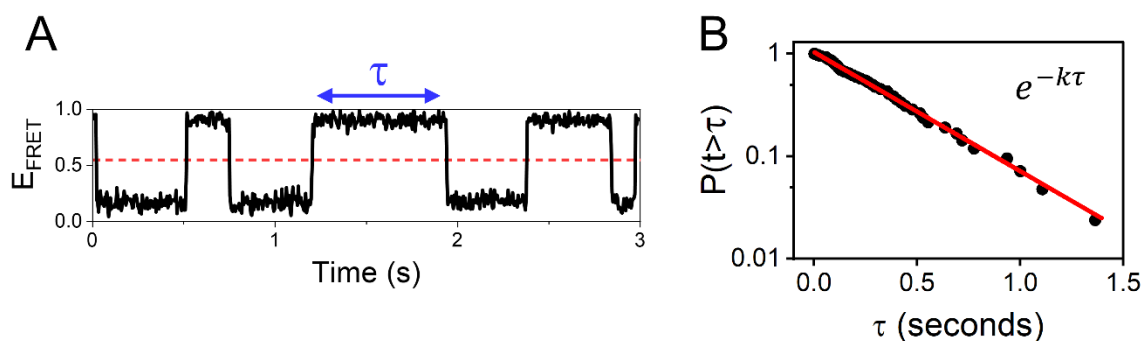 A
τ
1.0
0.5
0.0
E_FRET
0
1
2
3
Time (s)
B
1
0.1
0.01
P(t>τ)
e^{-kτ}
0.0
0.5
1.0
1.5
τ (seconds)